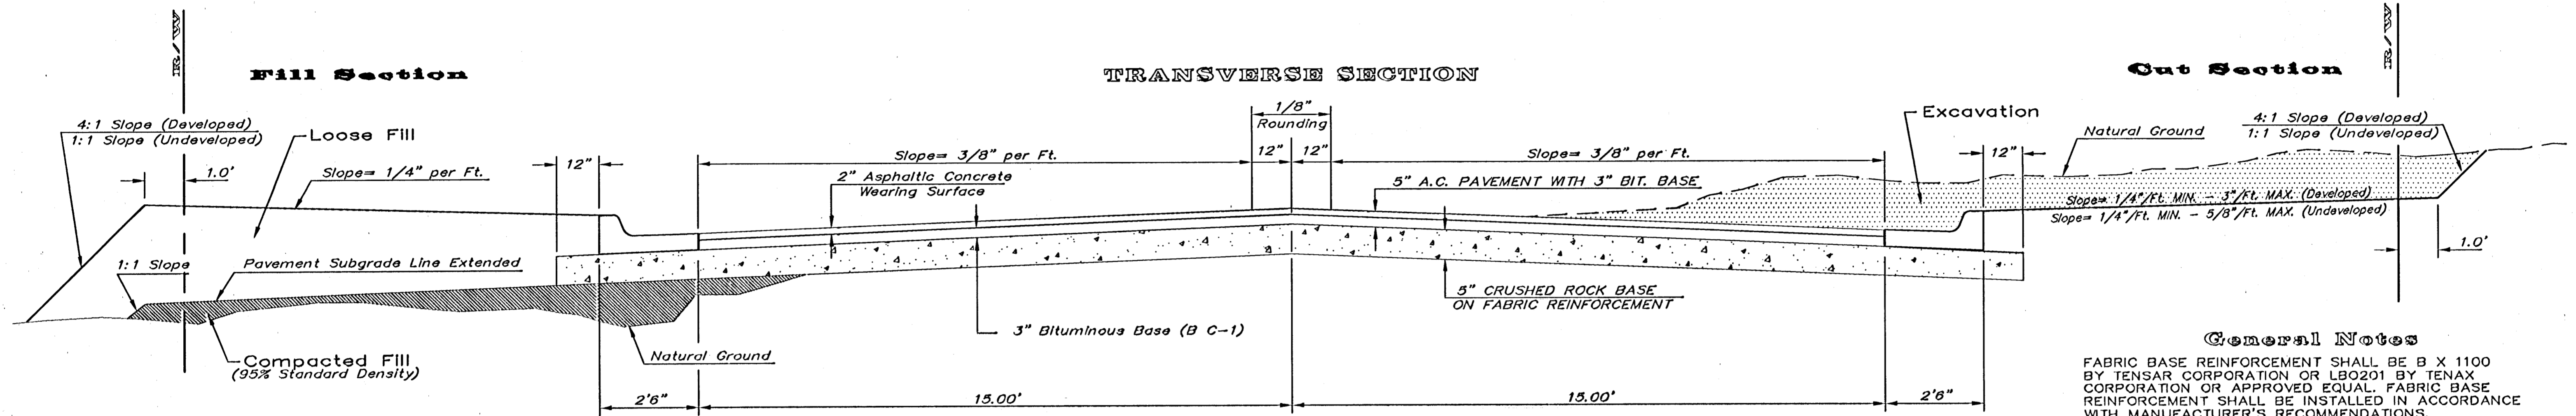 R/W
R/W
Fill Section
TRANSVERSE SECTION
Cut Section
4:1 Slope (Developed)
1:1 Slope (Undeveloped)
Loose Fill
1.0'
Slope= 1/4" per Ft.
12"
Slope= 3/8" per Ft.
2" Asphaltic Concrete
Wearing Surface
1/8"
Rounding
12"
12"
Slope= 3/8" per Ft.
5" A.C. PAVEMENT WITH 3" BIT. BASE
Excavation
Natural Ground
12"
4:1 Slope (Developed)
1:1 Slope (Undeveloped)
Slope= 1/4"/Ft. MIN. - 3"/Ft. MAX. (Developed)
Slope= 1/4"/Ft. MIN. - 5/8"/Ft. MAX. (Undeveloped)
1.0'
1:1 Slope
Pavement Subgrade Line Extended
5" CRUSHED ROCK BASE
ON FABRIC REINFORCEMENT
3" Bituminous Base (B C-1)
Compacted Fill
(95% Standard Density)
Natural Ground
2'6"
15.00'
15.00'
2'6"
General Notes
FABRIC BASE REINFORCEMENT SHALL BE B X 1100
BY TENSAR CORPORATION OR LBO201 BY TENAX
CORPORATION OR APPROVED EQUAL. FABRIC BASE
REINFORCEMENT SHALL BE INSTALLED IN ACCORDANCE
WITH MANUFACTURER'S RECOMMENDATIONS.